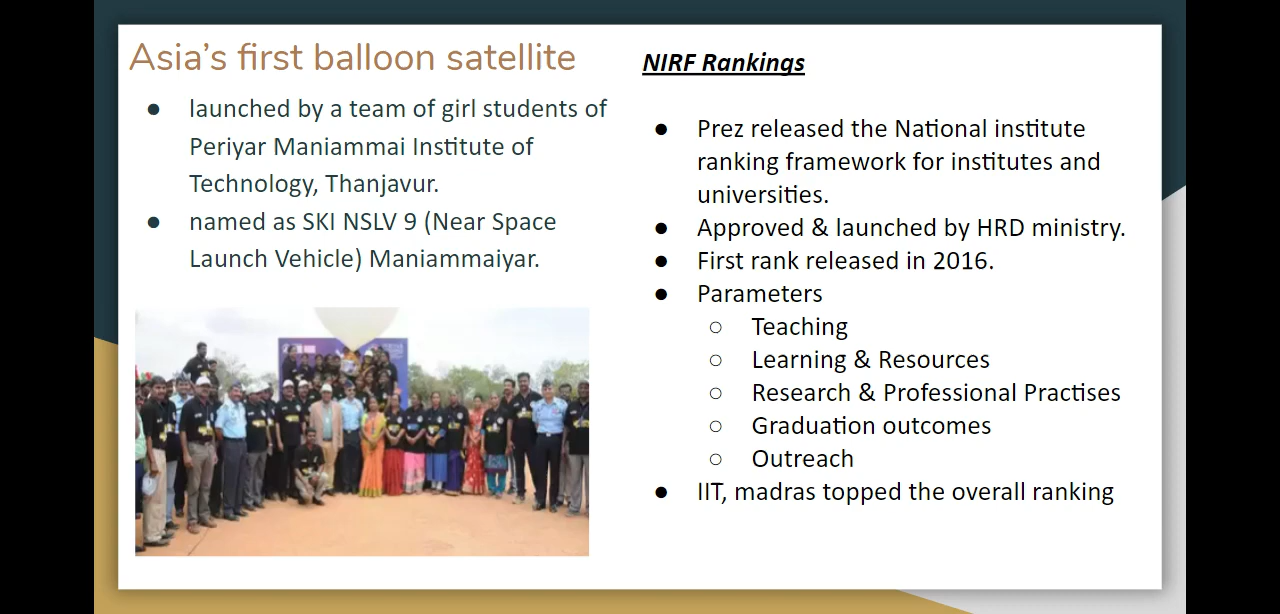 Asia's first balloon satellite
● launched by a team of girl students of
Periyar Maniammai Institute of
Technology, Thanjavur.
● named as SKI NSLV 9 (Near Space
Launch Vehicle) Maniammaiyar.
NIRF Rankings
● Prez released the National institute
ranking framework for institutes and
universities.
● Approved & launched by HRD ministry.
● First rank released in 2016.
● Parameters
○ Teaching
○ Learning & Resources
○ Research & Professional Practises
○ Graduation outcomes
○ Outreach
● IIT, madras topped the overall ranking